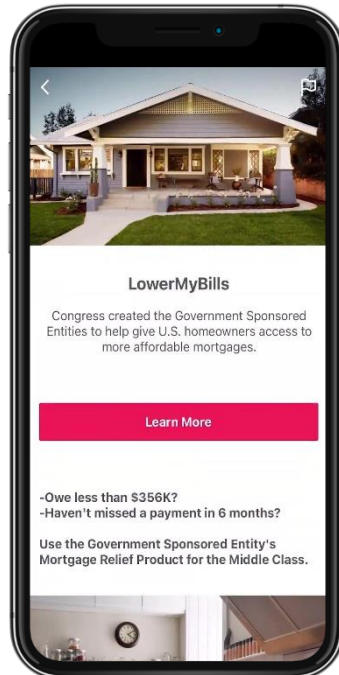 LowerMyBills
Congress created the Government Sponsored
Entities to help give U.S. homeowners access to
more affordable mortgages.
Learn More
-Owe less than $356K?
-Haven't missed a payment in 6 months?
Use the Government Sponsored Entity's
Mortgage Relief Product for the Middle Class.